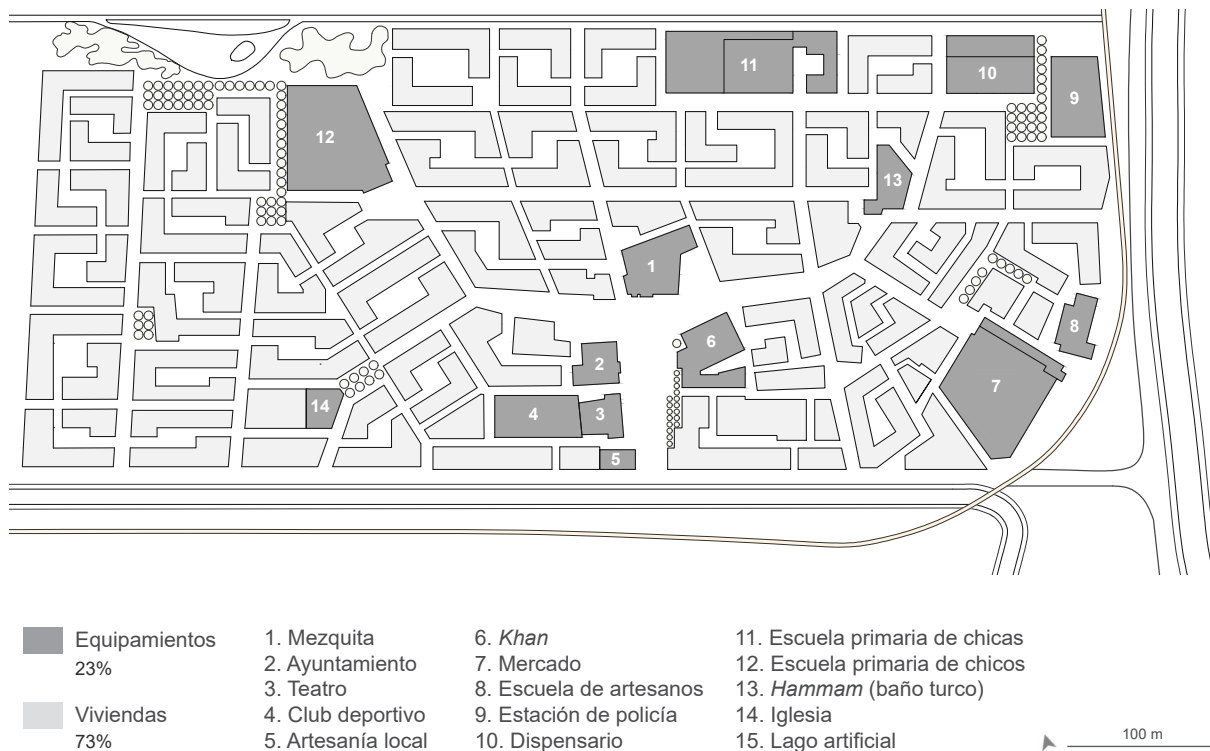 11
10
9
12
13
1
8
6
2
7
14
4
3
5
Equipamientos
23%
Viviendas
73%
1. Mezquita
2. Ayuntamiento
3. Teatro
4. Club deportivo
5. Artesanía local
6. Khan
7. Mercado
8. Escuela de artesanos
9. Estación de policía
10. Dispensario
11. Escuela primaria de chicas
12. Escuela primaria de chicos
13. Hammam (baño turco)
14. Iglesia
15. Lago artificial
100 m